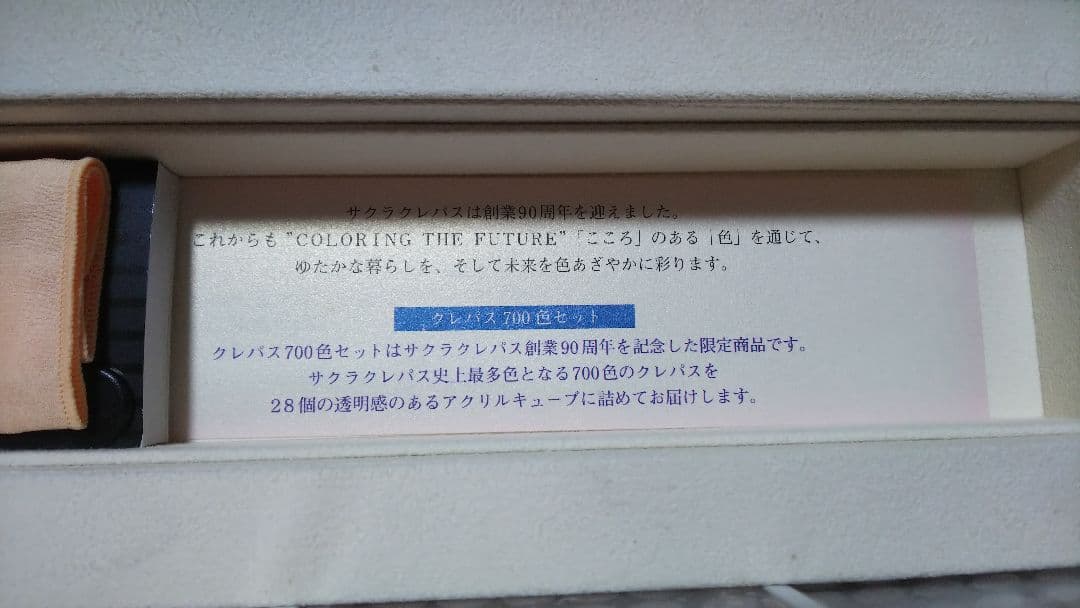 サクラクレパスは創業90周年を迎えました。
これからも"COLORING THE FUTURE"「こころ」のある「色」を通じて、
ゆたかな暮らしを、そして未来を色あざやかに彩ります。
クレパス700色セット
クレパス700色セットはサクラクレパス創業90周年を記念した限定商品です。
サクラクレパス史上最多色となる700色のクレパスを
28個の透明感のあるアクリルキューブに詰めてお届けします。